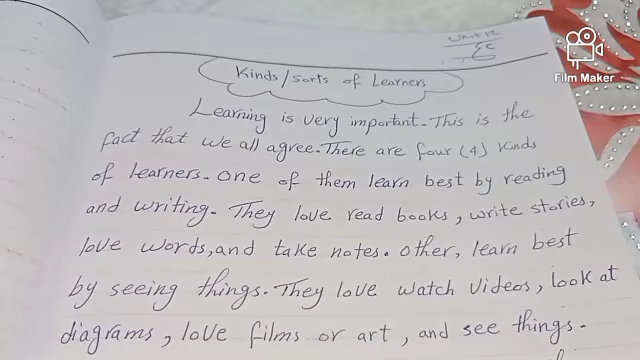 Unit 12
Film Maker
Kinds/Sorts of Learners
Learning is very important. This is the
fact that we all agree. There are four (4) kinds
of learners. One of them learn best by reading
and writing. They love read books, write stories,
love words, and take notes. Other, learn best
by seeing things. They love watch videos, look at
diagrams, love films or art, and see things.